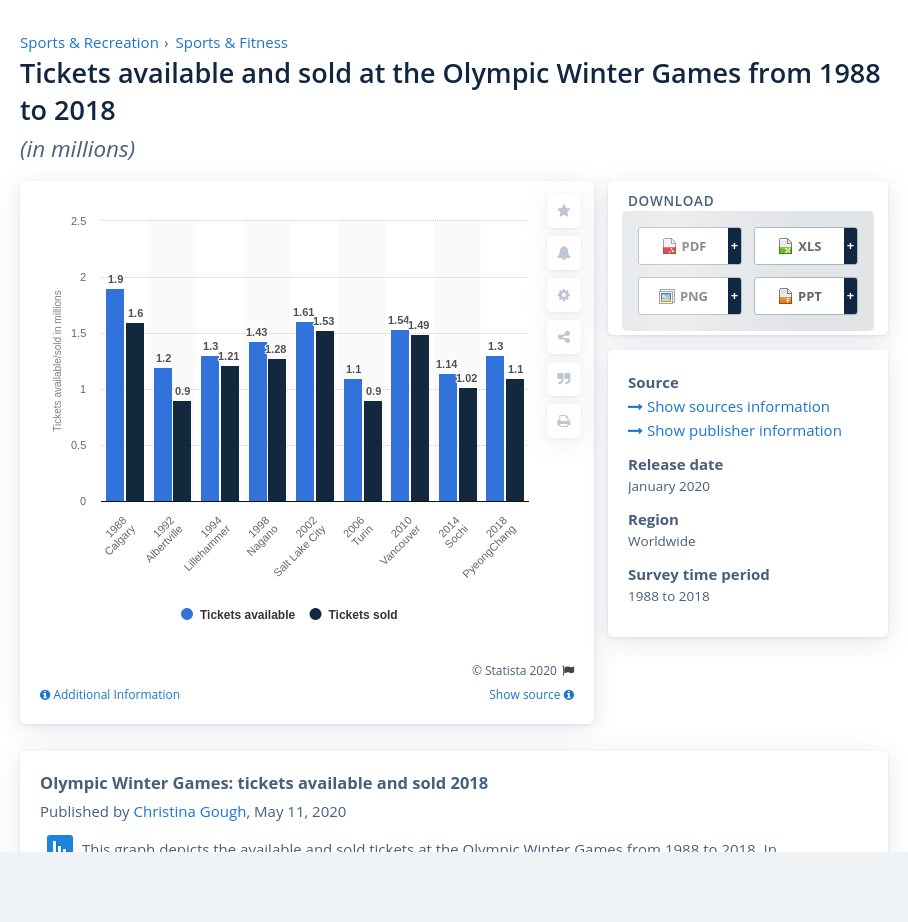 Sports & Recreation › Sports & Fitness
Tickets available and sold at the Olympic Winter Games from 1988
to 2018
(in millions)
Tickets available/sold in millions
2.5
2
1.5
1
0.5
0
1.9
1.6
1.2
0.9
1.3
1.21
1.43
1.28
1.61
1.53
1.1
0.9
1.54
1.49
1.14
1.02
1.3
1.1
1988
Calgary
1992
Albertville
1994
Lillehammer
1998
Nagano
2002
Salt Lake City
2006
Turin
2010
Vancouver
2014
Sochi
2018
PyeongChang
Tickets available Tickets sold
© Statista 2020
Additional Information Show source
DOWNLOAD
PDF + XLS +
PNG + PPT +
Source
Show sources information
Show publisher information
Release date
January 2020
Region
Worldwide
Survey time period
1988 to 2018
Olympic Winter Games: tickets available and sold 2018
Published by Christina Gough, May 11, 2020
This graph depicts the available and sold tickets at the Olympic Winter Games from 1988 to 2018. In